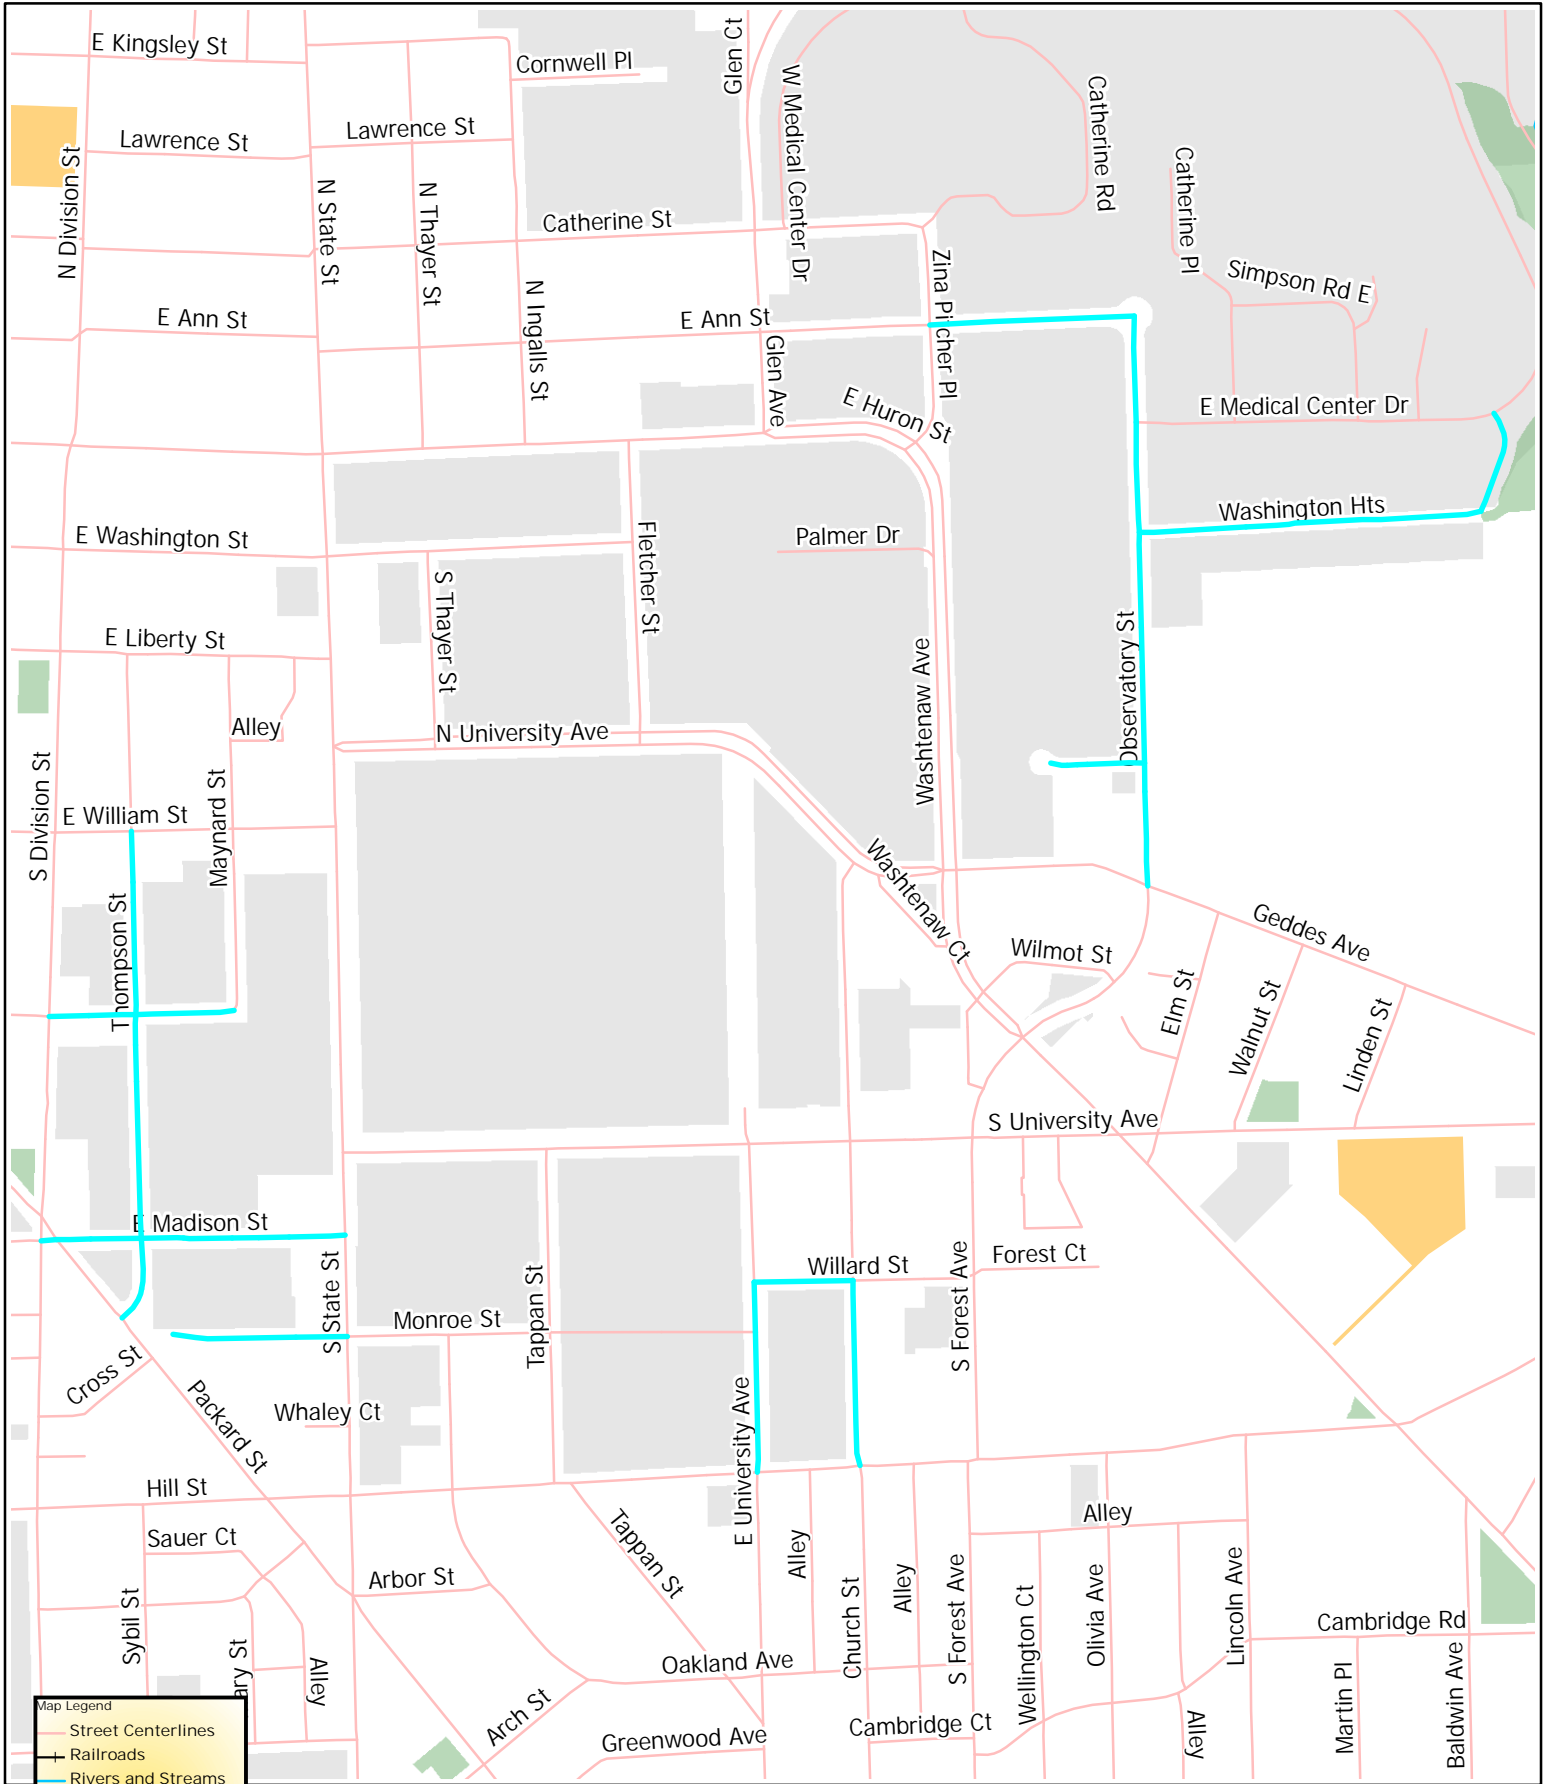 E Kingsley St
Cornwell Pl
Glen Ct
W Medical Center Dr
Catherine Rd
Lawrence St
Lawrence St
N Division St
N State St
N Thayer St
Catherine St
Catherine Pl
Simpson Rd E
Zina Pitcher Pl
E Ann St
E Ann St
N Ingalls St
Glen Ave
E Huron St
E Medical Center Dr
Washington Hts
E Washington St
Palmer Dr
Fletcher St
S Thayer St
E Liberty St
Observatory St
Washtenaw Ave
Alley
N University Ave
S Division St
E William St
Maynard St
Thompson St
Washtenaw Ct
Wilmot St
Geddes Ave
Elm St
Walnut St
Linden St
S University Ave
E Madison St
S State St
Willard St
Forest Ct
S Forest Ave
Monroe St
Tappan St
Cross St
Packard St
Whaley Ct
E University Ave
Hill St
Sauer Ct
Tappan St
Alley
Alley
Alley
Arbor St
Sybil St
Church St
S Forest Ave
Wellington Ct
Olivia Ave
Lincoln Ave
Cambridge Rd
ary St
Alley
Oakland Ave
Arch St
Greenwood Ave
Cambridge Ct
Alley
Martin Pl
Baldwin Ave
Map Legend
Street Centerlines
Railroads
Rivers and Streams